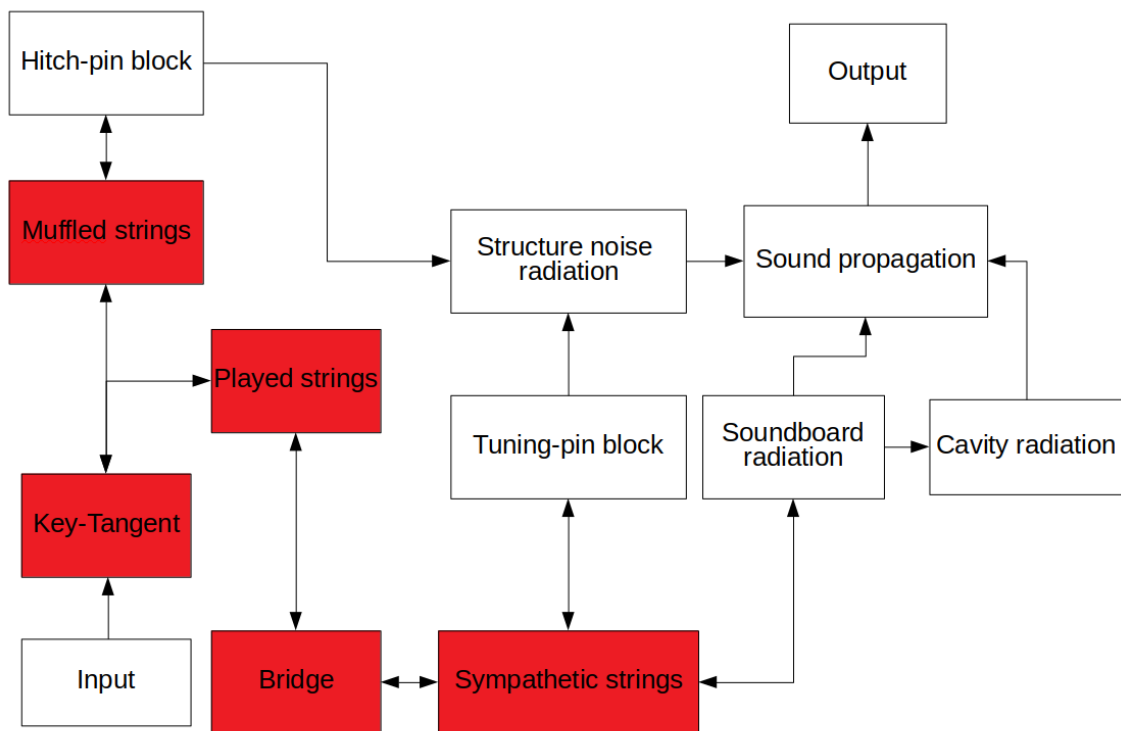 Hitch-pin block
Output
Muffled strings
Structure noise
radiation
Sound propagation
Played strings
Tuning-pin block
Soundboard
radiation
Cavity radiation
Key-Tangent
Input
Bridge
Sympathetic strings